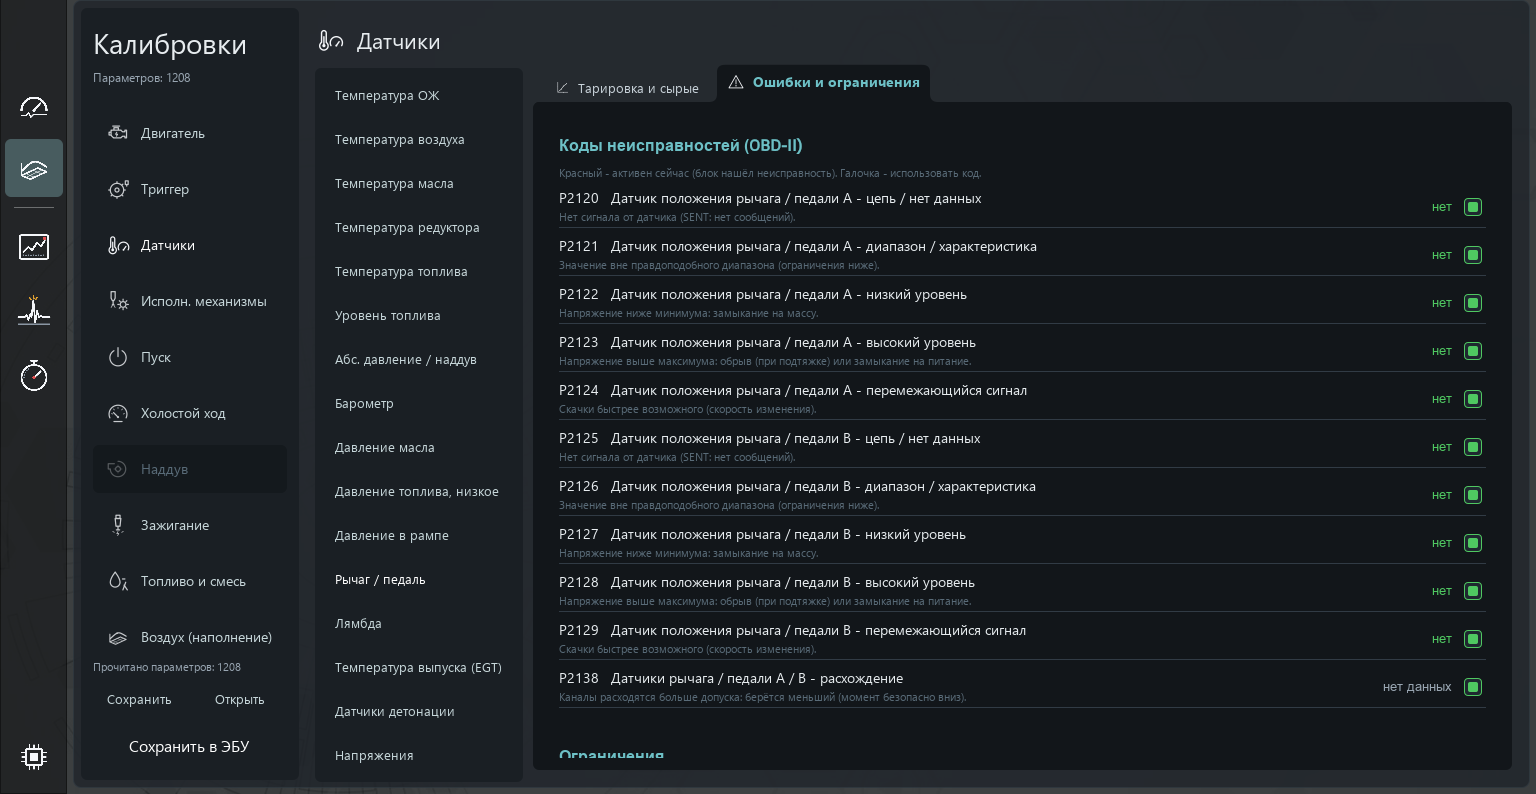 Калибровки
Параметров: 1208
Двигатель
Триггер
Датчики
Исполн. механизмы
Пуск
Холостой ход
Наддув
Зажигание
Топливо и смесь
Воздух (наполнение)
Прочитано параметров: 1208
Сохранить
Открыть
Сохранить в ЭБУ
Датчики
Температура ОЖ
Температура воздуха
Температура масла
Температура редуктора
Температура топлива
Уровень топлива
Абс. давление / наддув
Барометр
Давление масла
Давление топлива, низкое
Давление в рампе
Рычаг / педаль
Лямбда
Температура выпуска (EGT)
Датчики детонации
Напряжения
Тарировка и сырые
Ошибки и ограничения
Коды неисправностей (OBD-II)
Красный - активен сейчас (блок нашёл неисправность). Галочка - использовать код.
P2120 Датчик положения рычага / педали A - цепь / нет данных
нет
Нет сигнала от датчика (SENT: нет сообщений).
P2121 Датчик положения рычага / педали A - диапазон / характеристика
нет
Значение вне правдоподобного диапазона (ограничения ниже).
P2122 Датчик положения рычага / педали A - низкий уровень
нет
Напряжение ниже минимума: замыкание на массу.
P2123 Датчик положения рычага / педали A - высокий уровень
нет
Напряжение выше максимума: обрыв (при подтяжке) или замыкание на питание.
P2124 Датчик положения рычага / педали A - перемежающийся сигнал
нет
Скачки быстрее возможного (скорость изменения).
P2125 Датчик положения рычага / педали B - цепь / нет данных
нет
Нет сигнала от датчика (SENT: нет сообщений).
P2126 Датчик положения рычага / педали B - диапазон / характеристика
нет
Значение вне правдоподобного диапазона (ограничения ниже).
P2127 Датчик положения рычага / педали B - низкий уровень
нет
Напряжение ниже минимума: замыкание на массу.
P2128 Датчик положения рычага / педали B - высокий уровень
нет
Напряжение выше максимума: обрыв (при подтяжке) или замыкание на питание.
P2129 Датчик положения рычага / педали B - перемежающийся сигнал
нет
Скачки быстрее возможного (скорость изменения).
P2138 Датчики рычага / педали A / B - расхождение
нет данных
Каналы расходятся больше допуска: берётся меньший (момент безопасно вниз).
Ограничения